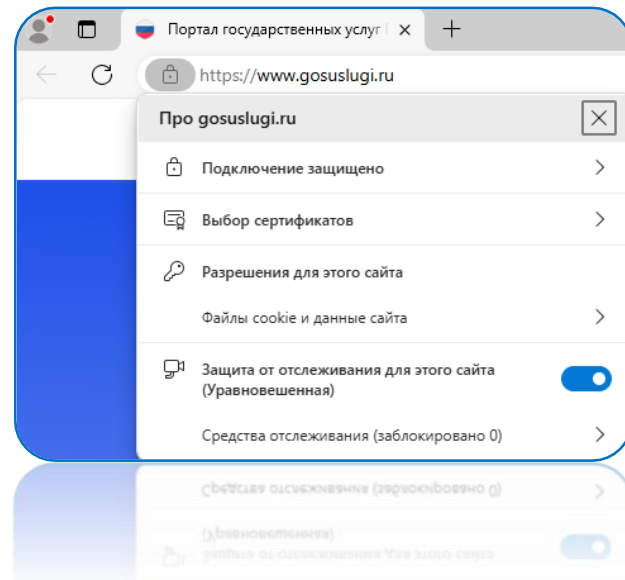 Портал государственных услуг
https://www.gosuslugi.ru
Про gosuslugi.ru
Подключение защищено
Выбор сертификатов
Разрешения для этого сайта
Файлы cookie и данные сайта
Защита от отслеживания для этого сайта
(Уравновешенная)
Средства отслеживания (заблокировано 0)